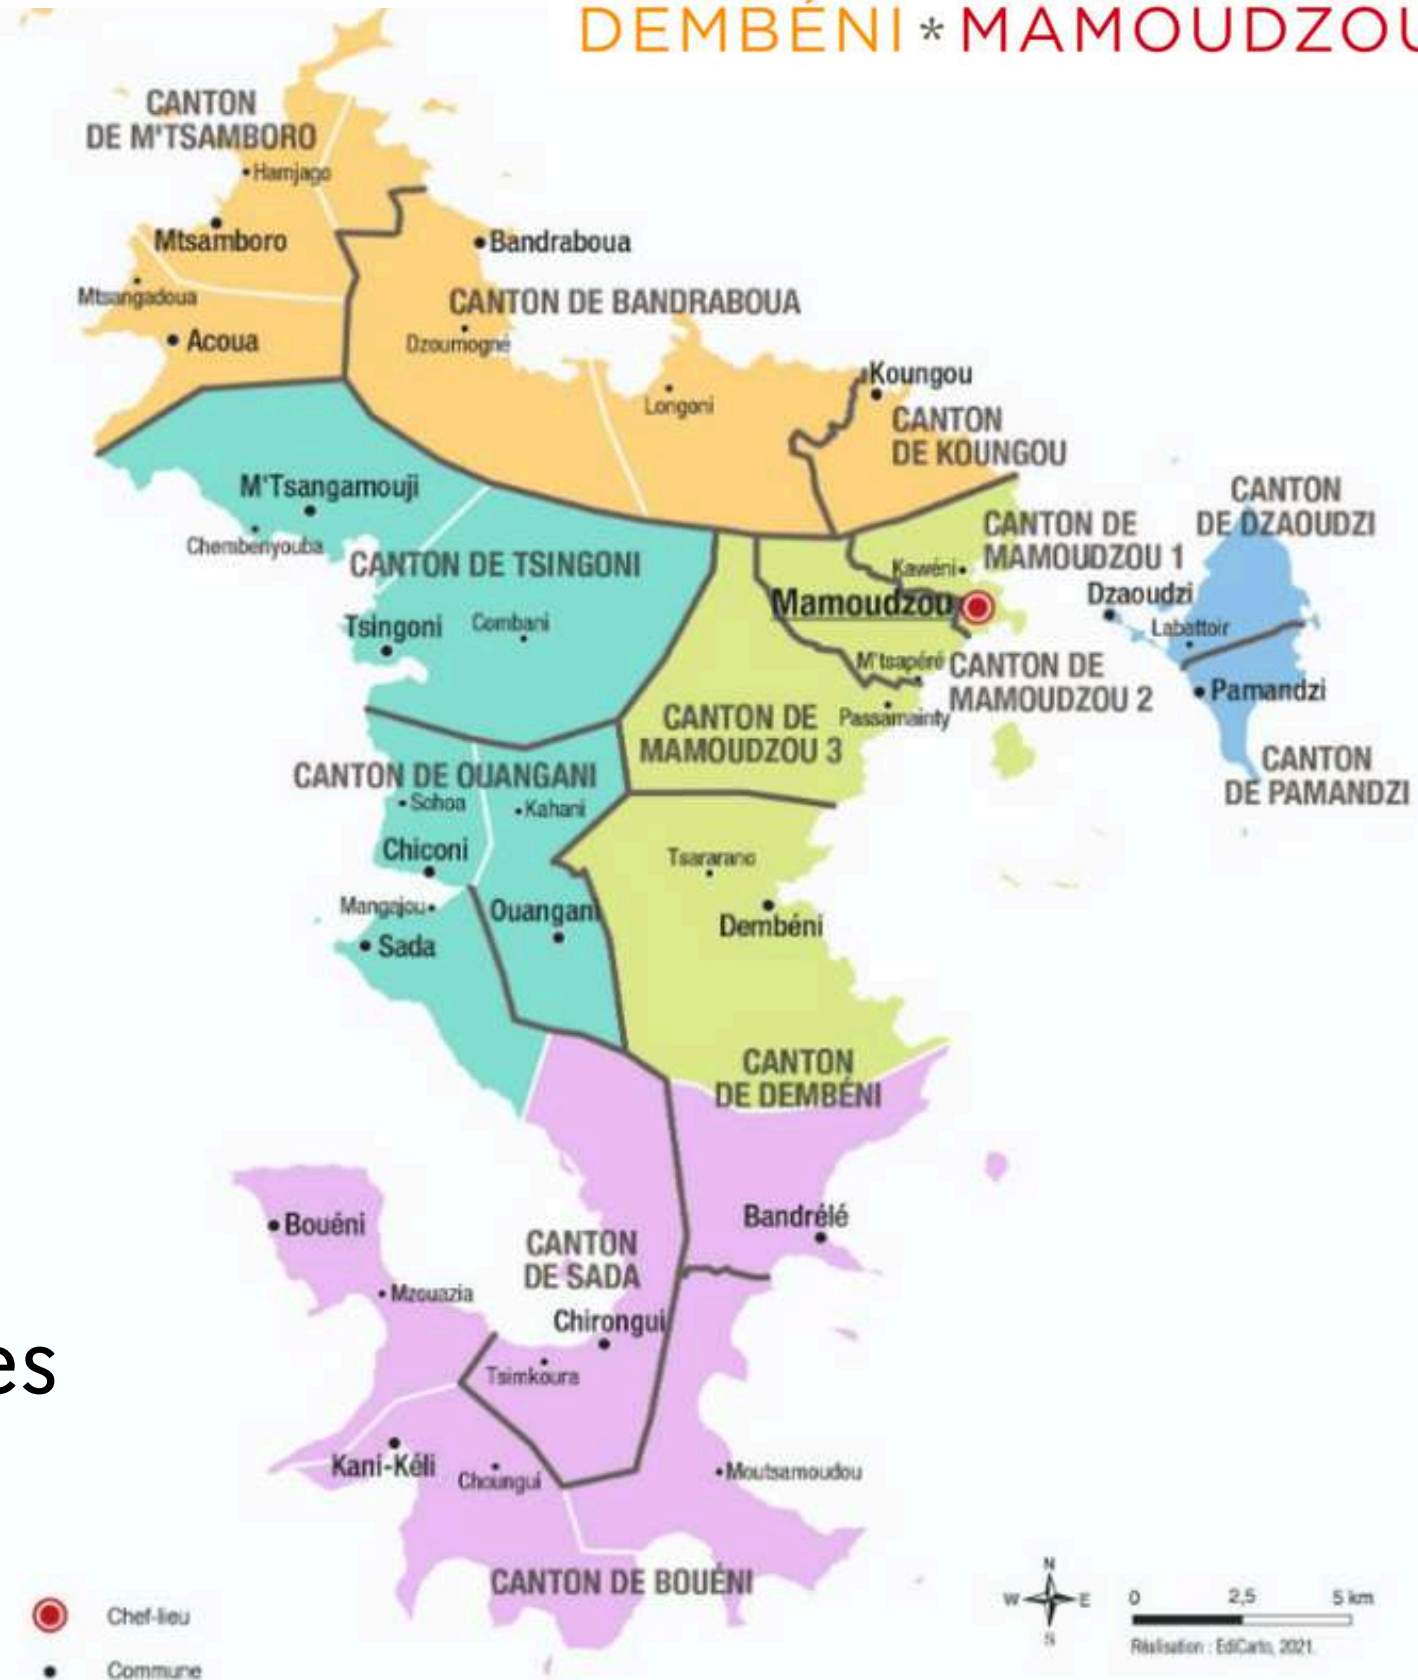 DEMBÉNI * MAMOUDZOU
CANTON
DE M'TSAMBORO
Hamjago
Mtsamboro
Bandraboua
Mtsangadoua
CANTON DE BANDRABOUA
Acoua
Dzoumogné
Koungou
Longoni
CANTON
DE KOUNGOU
M'Tsangamouji
CANTON
DE DZAOUDZI
CANTON DE
MAMOUDZOU 1
Chembenyouba
CANTON DE TSINGONI
Kawéni
Dzaoudzi
Mamoudzou
Tsingoni
Combani
Labattoir
M'tsapéré
CANTON DE
MAMOUDZOU 2
Pamandzi
CANTON DE
MAMOUDZOU 3
Passamainty
CANTON
DE PAMANDZI
CANTON DE OUANGANI
Sohoa
Kahani
Chiconi
Tsararano
Mangajou
Ouangani
Dembéni
Sada
CANTON
DE DEMBÉNI
Bouéni
Bandrélé
CANTON
DE SADA
Mzouazia
Chirongui
es
Tsimkoura
Kani-Kéli
Choungui
Moutsamoudou
CANTON DE BOUÉNI
N
W E
S
0 2,5 5 km
Réalisation : EdiCarto, 2021.
Chef-lieu
Commune